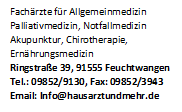 Fachärzte für Allgemeinmedizin
Palliativmedizin, Notfallmedizin
Akupunktur, Chirotherapie,
Ernährungsmedizin
Ringstraße 39, 91555 Feuchtwangen
Tel.: 09852/9130, Fax: 09852/3943
Email: Info@hausarztundmehr.de